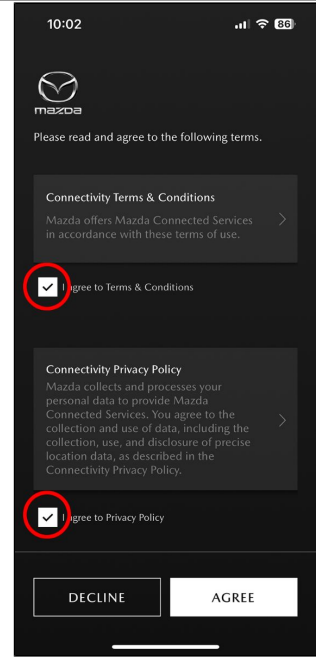 10:02
86
mazda
Please read and agree to the following terms.
Connectivity Terms & Conditions
Mazda offers Mazda Connected Services
in accordance with these terms of use.
I agree to Terms & Conditions
Connectivity Privacy Policy
Mazda collects and processes your
personal data to provide Mazda
Connected Services. You agree to the
collection and use of data, including the
collection, use, and disclosure of precise
location data, as described in the
Connectivity Privacy Policy.
I agree to Privacy Policy
DECLINE
AGREE